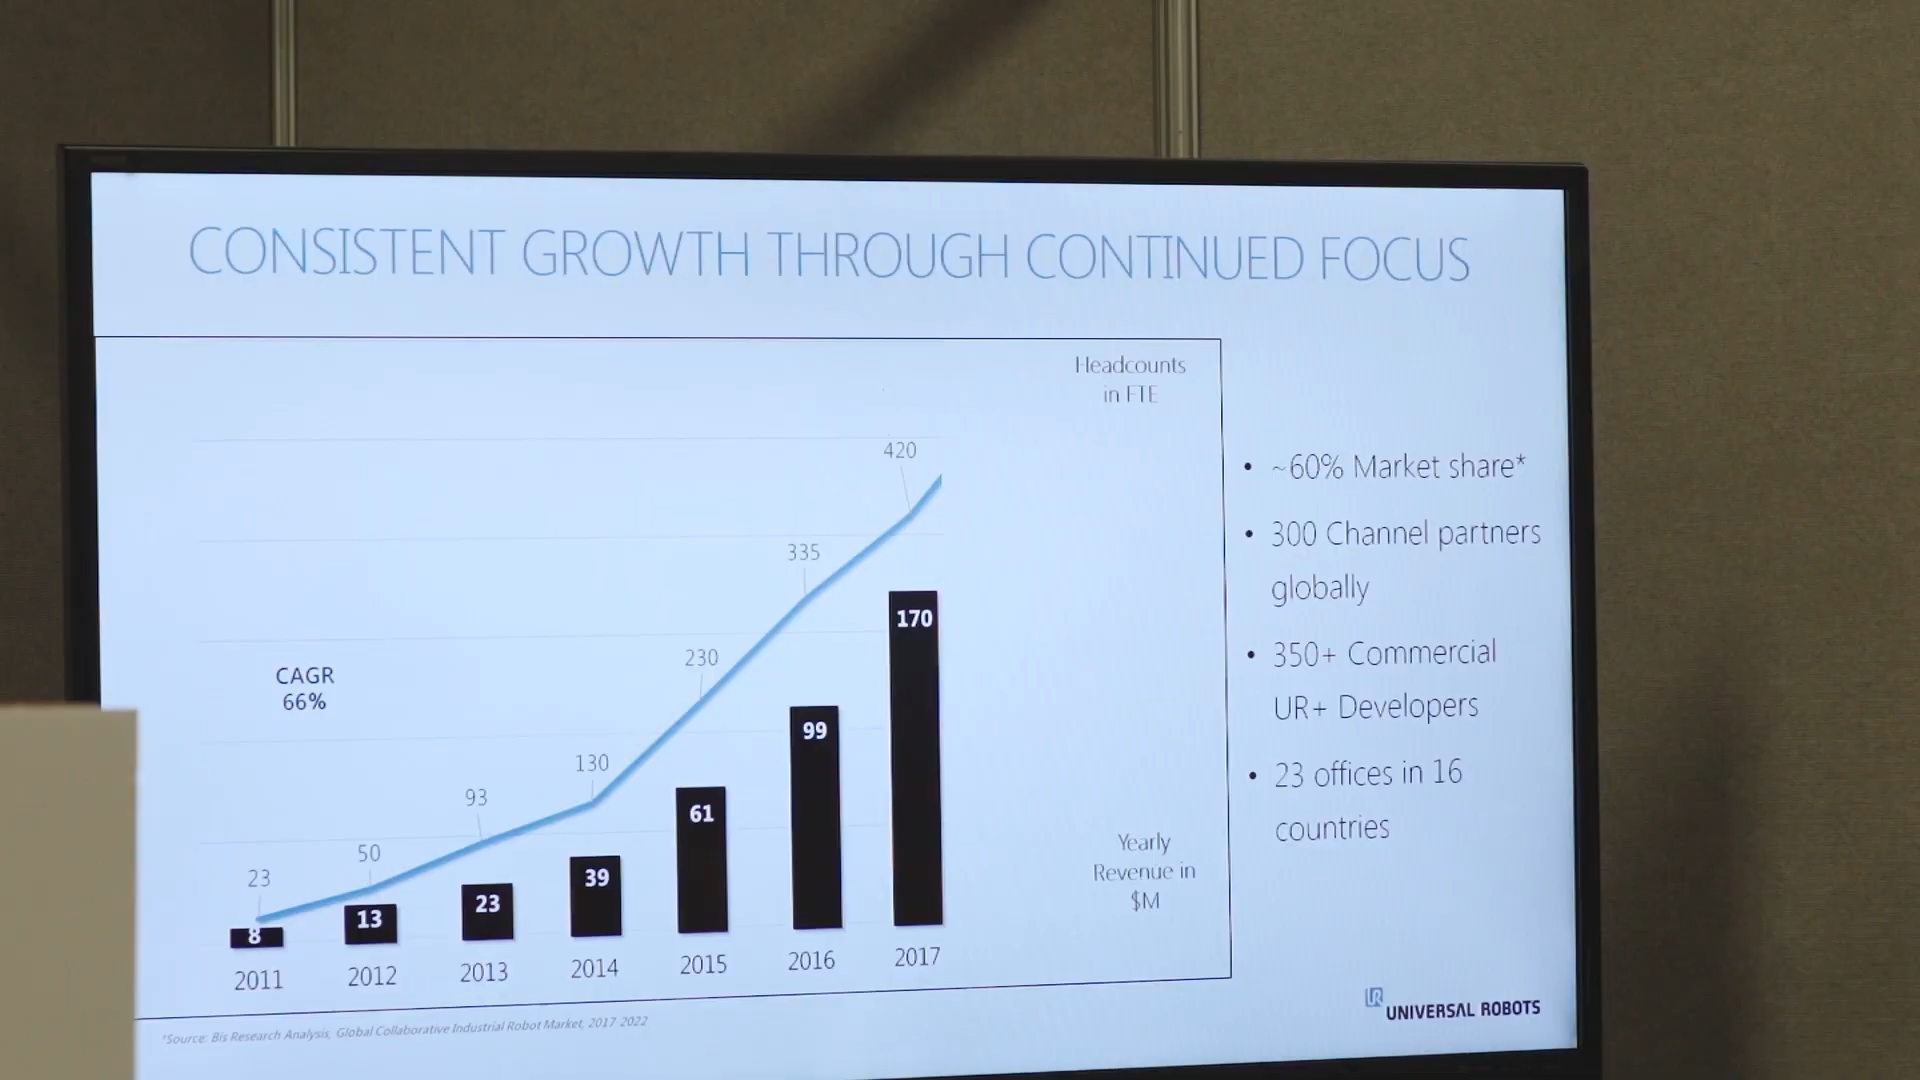 CONSISTENT GROWTH THROUGH CONTINUED FOCUS
Headcounts
in FTE
420
335
230
130
93
50
23
CAGR
66%
170
99
61
39
23
13
8
2011
2012
2013
2014
2015
2016
2017
Yearly
Revenue in
$M
• ~60% Market share*
• 300 Channel partners
globally
• 350+ Commercial
UR+ Developers
• 23 offices in 16
countries
*Source: Bis Research Analysis, Global Collaborative Industrial Robot Market, 2017-2022
UR
UNIVERSAL ROBOTS